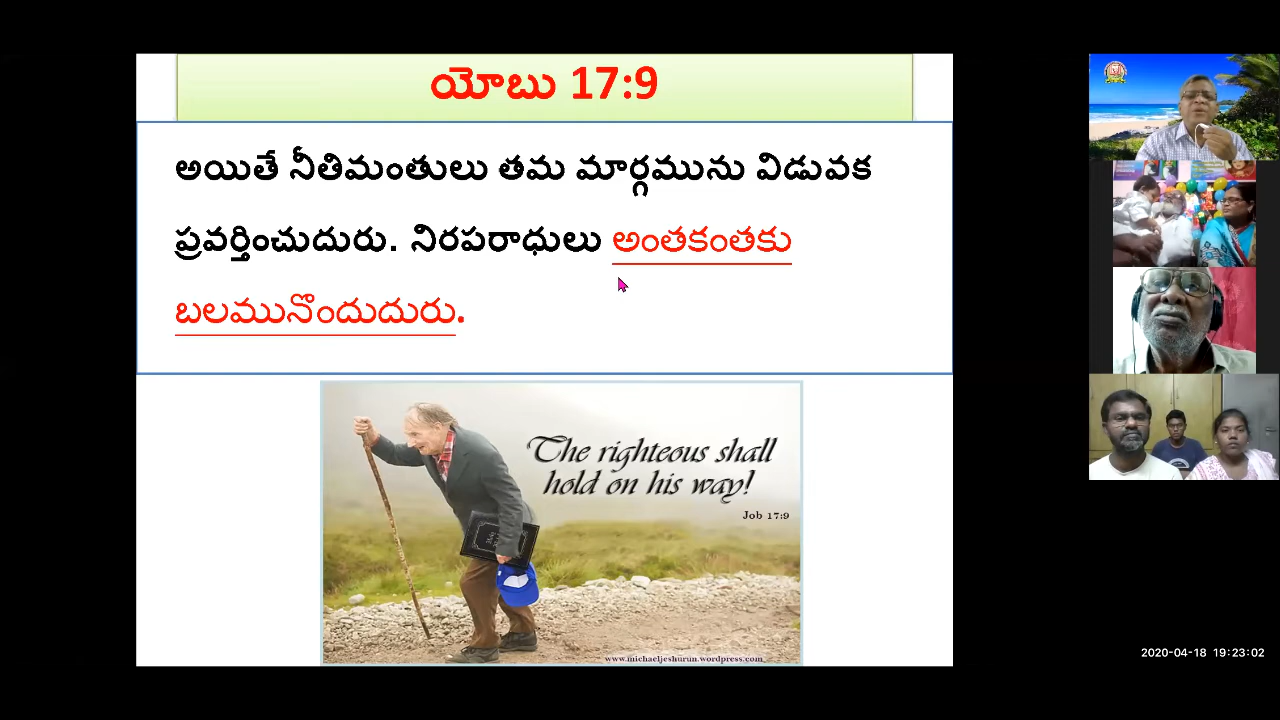 యోబు 17:9
అయితే నీతిమంతులు తమ మార్గమును విడువక
ప్రవర్తించుదురు. నిరపరాధులు అంతకంతకు
బలమునొందుదురు.
The righteous shall
hold on his way!
Job 17:9
www.michaeljeshurun.wordpress.com
2020-04-18 19:23:02